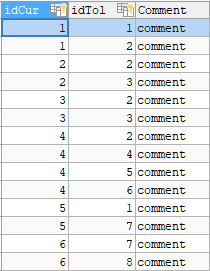 idCur idTol Comment
1 1 comment
1 2 comment
2 2 comment
2 3 comment
3 2 comment
3 3 comment
4 2 comment
4 4 comment
4 5 comment
4 6 comment
5 1 comment
5 7 comment
6 7 comment
6 8 comment